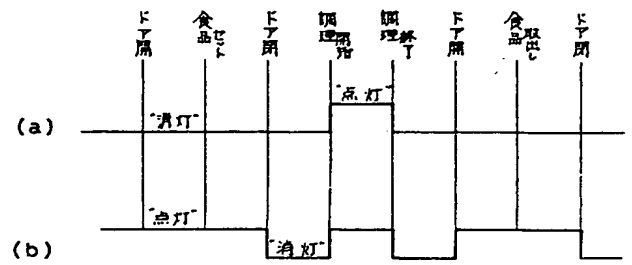 ドア開
食品セット
ドア閉
調理開始
調理終了
ドア開
食品取出し
ドア閉
"点灯"
(a)
"消灯"
"点灯"
(b)
"消灯"